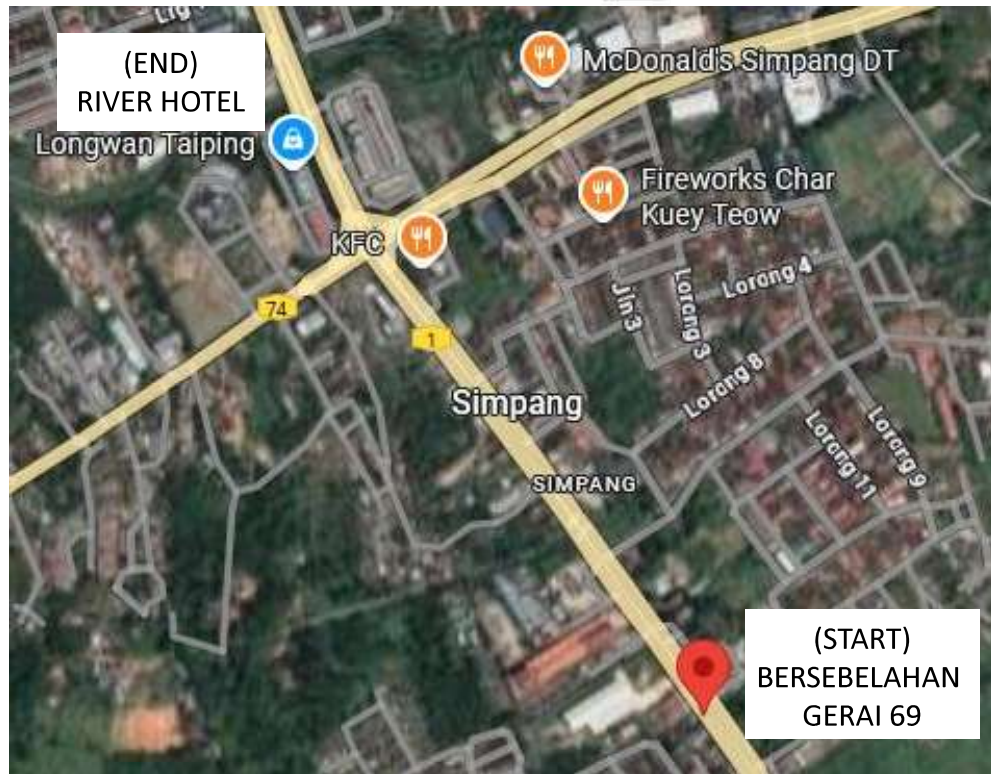 (END)
RIVER HOTEL
McDonald's Simpang DT
Longwan Taiping
Fireworks Char
Kuey Teow
KFC
Lorong 4
Jln 3
Lorong 3
74
1
Lorong 8
Simpang
Lorong 9
Lorong 11
SIMPANG
(START)
BERSEBELAHAN
GERAI 69